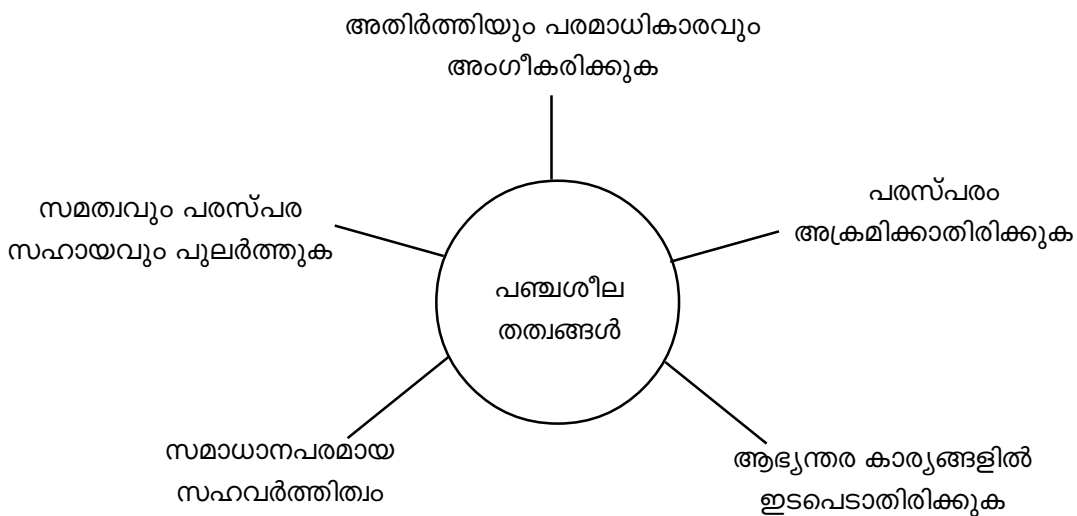 അതിർത്തിയും പരമാധികാരവും
അംഗീകരിക്കുക
സമത്വവും പരസ്പര
സഹായവും പുലർത്തുക
പരസ്പരം
അക്രമിക്കാതിരിക്കുക
പഞ്ചശീല
തത്വങ്ങൾ
സമാധാനപരമായ
സഹവർത്തിത്വം
ആഭ്യന്തര കാര്യങ്ങളിൽ
ഇടപെടാതിരിക്കുക